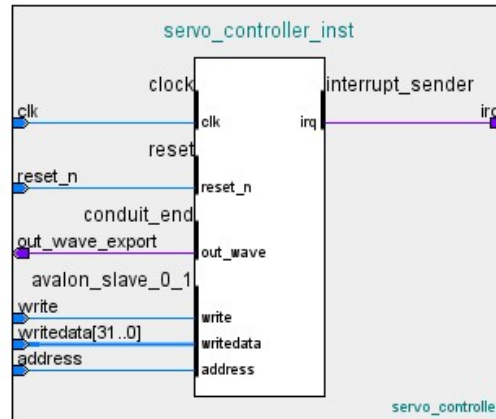 servo_controller_inst
clock
interrupt_sender
clk
clk
irq
irq
reset
reset_n
reset_n
conduit_end
out_wave_export
out_wave
avalon_slave_0_1
write
write
writedata[31..0]
writedata
address
address
servo_controlle